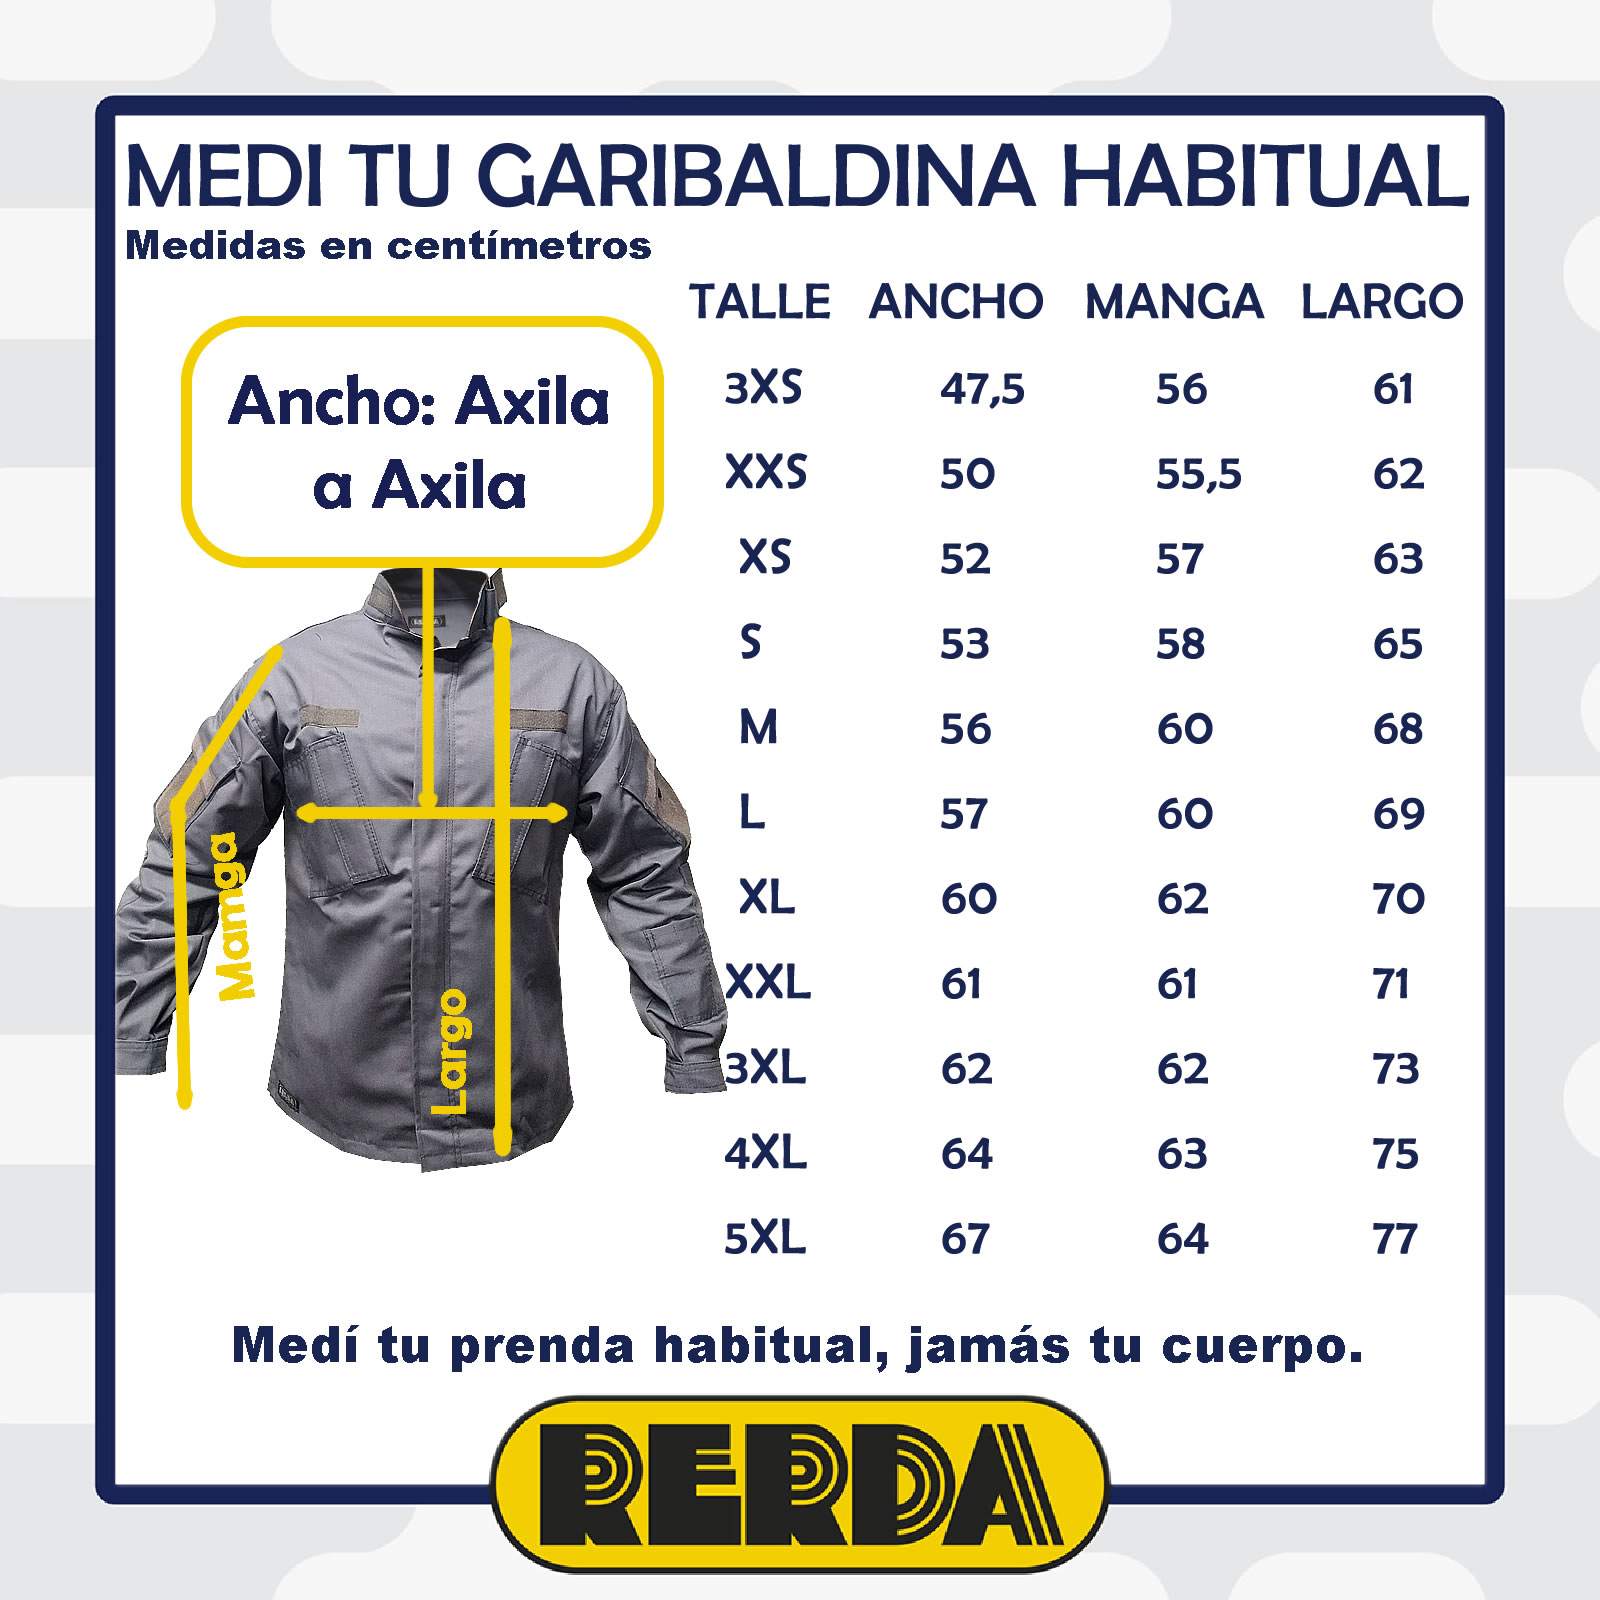 MEDI TU GARIBALDINA HABITUAL
Medidas en centímetros
TALLE ANCHO MANGA LARGO
Ancho: Axila
a Axila
3XS 47,5 56 61
XXS 50 55,5 62
XS 52 57 63
S 53 58 65
M 56 60 68
L 57 60 69
XL 60 62 70
XXL 61 61 71
3XL 62 62 73
4XL 64 63 75
5XL 67 64 77
Mamga
Largo
Medí tu prenda habitual, jamás tu cuerpo.
RERDA